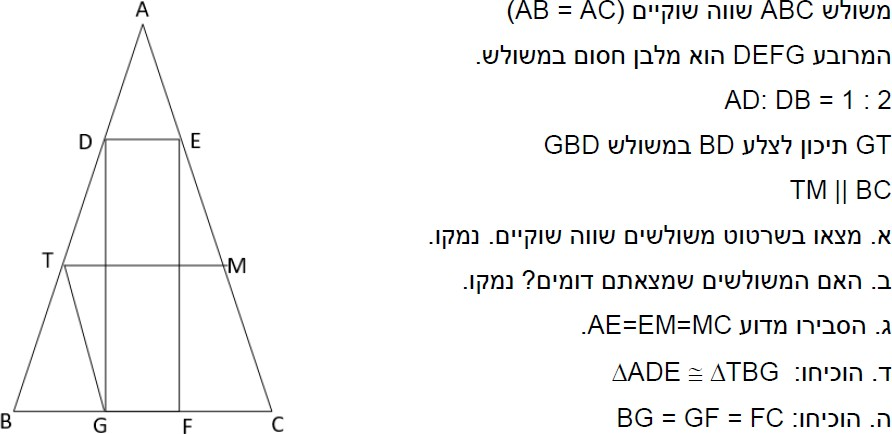 משולש ABC שווה שוקיים (AB = AC)
המרובע DEFG הוא מלבן חסום במשולש.
AD: DB = 1 : 2
GT תיכון לצלע BD במשולש GBD
TM || BC
א. מצאו בשרטוט משולשים שווה שוקיים. נמקו.
ב. האם המשולשים שמצאתם דומים? נמקו.
ג. הסבירו מדוע AE=EM=MC.
ד. הוכיחו: ∆ADE ≅ ∆TBG
ה. הוכיחו: BG = GF = FC
A
D E
T M
B G F C